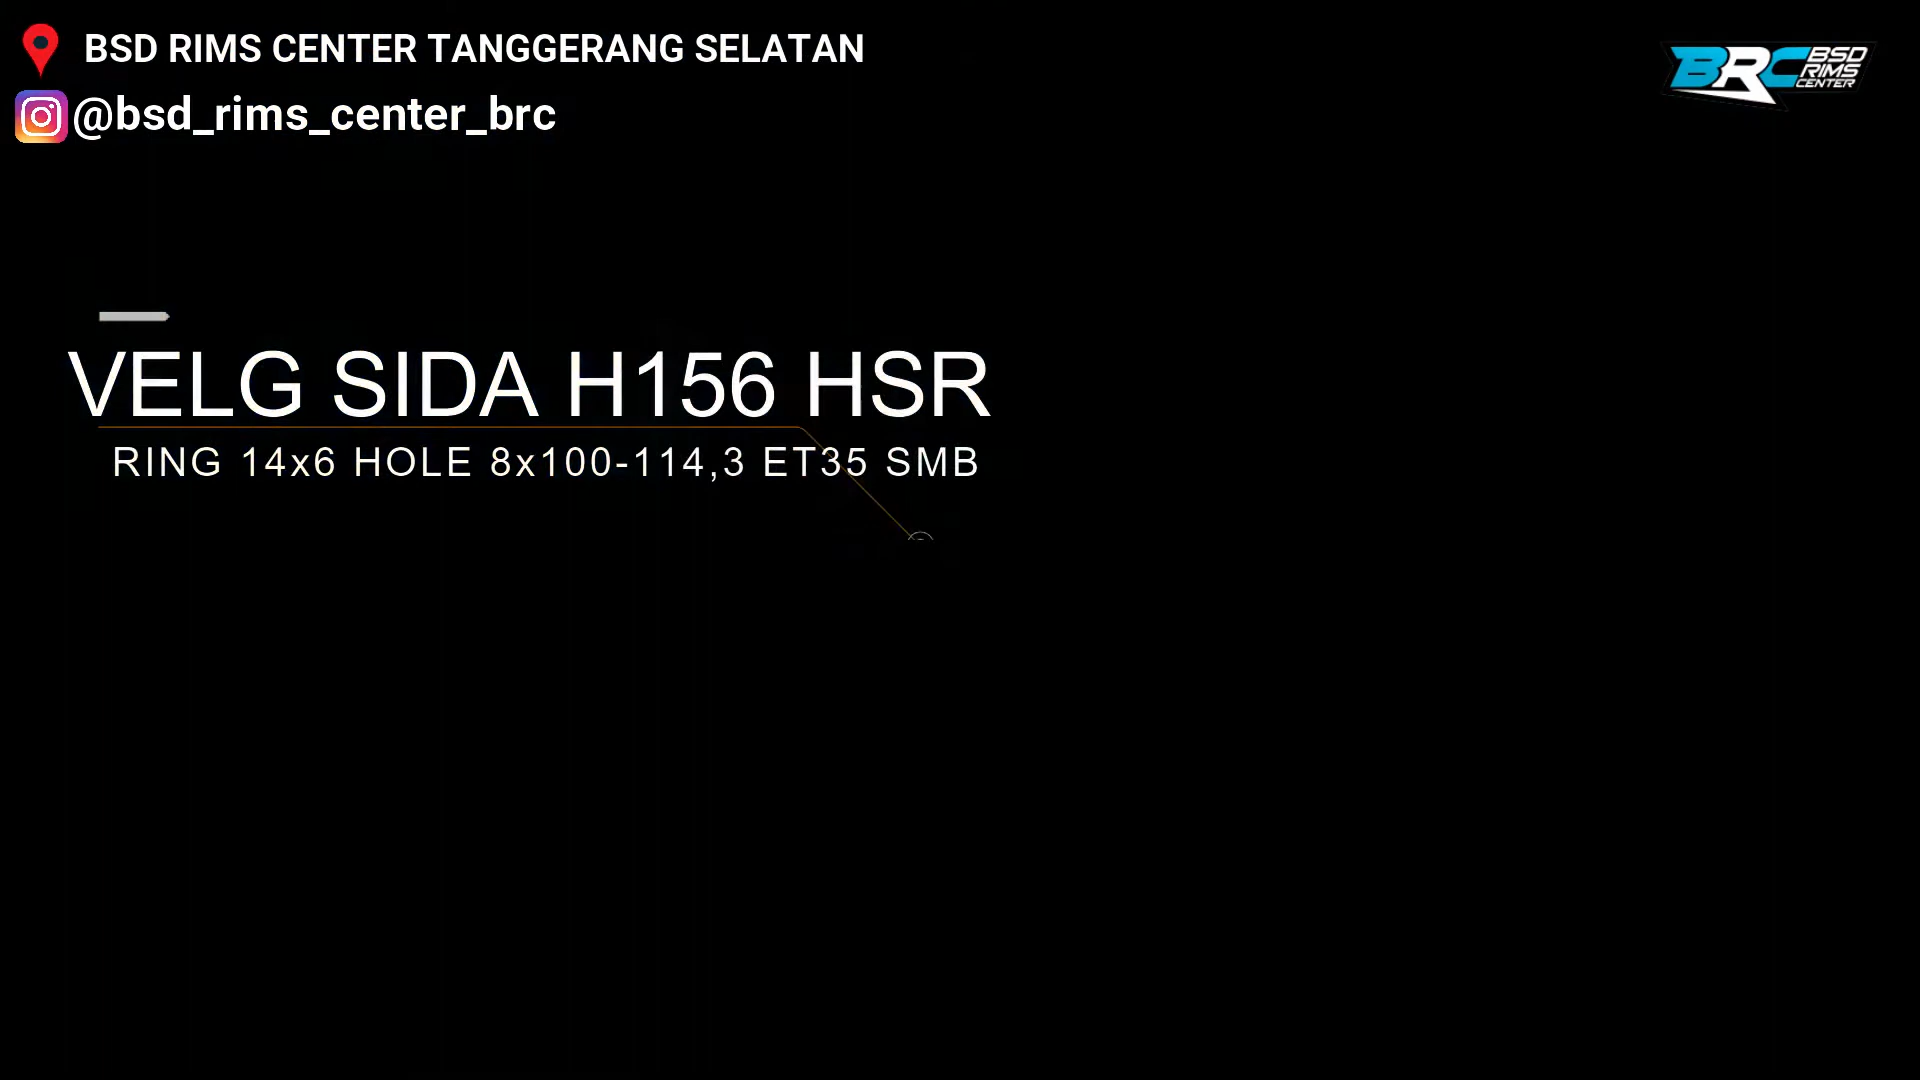 BSD RIMS CENTER TANGGERANG SELATAN
@bsd_rims_center_brc
BRC BSD
RIMS
CENTER
VELG SIDA H156 HSR
RING 14x6 HOLE 8x100-114,3 ET35 SMB